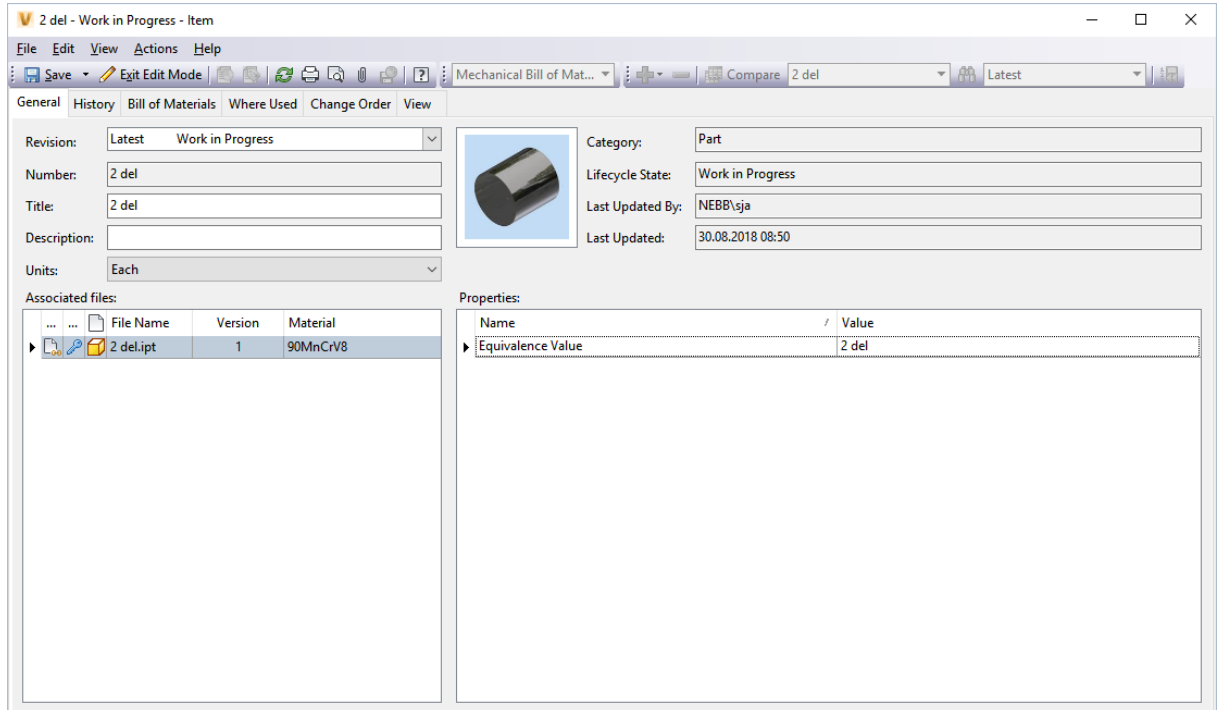 2 del - Work in Progress - Item
File Edit View Actions Help
Save Exit Edit Mode Mechanical Bill of Mat... Compare 2 del Latest
General History Bill of Materials Where Used Change Order View
Revision: Latest Work in Progress
Number: 2 del
Title: 2 del
Description:
Units: Each
Category: Part
Lifecycle State: Work in Progress
Last Updated By: NEBB\sja
Last Updated: 30.08.2018 08:50
Associated files:
... ... File Name Version Material
2 del.ipt 1 90MnCrV8
Properties:
Name / Value
Equivalence Value 2 del